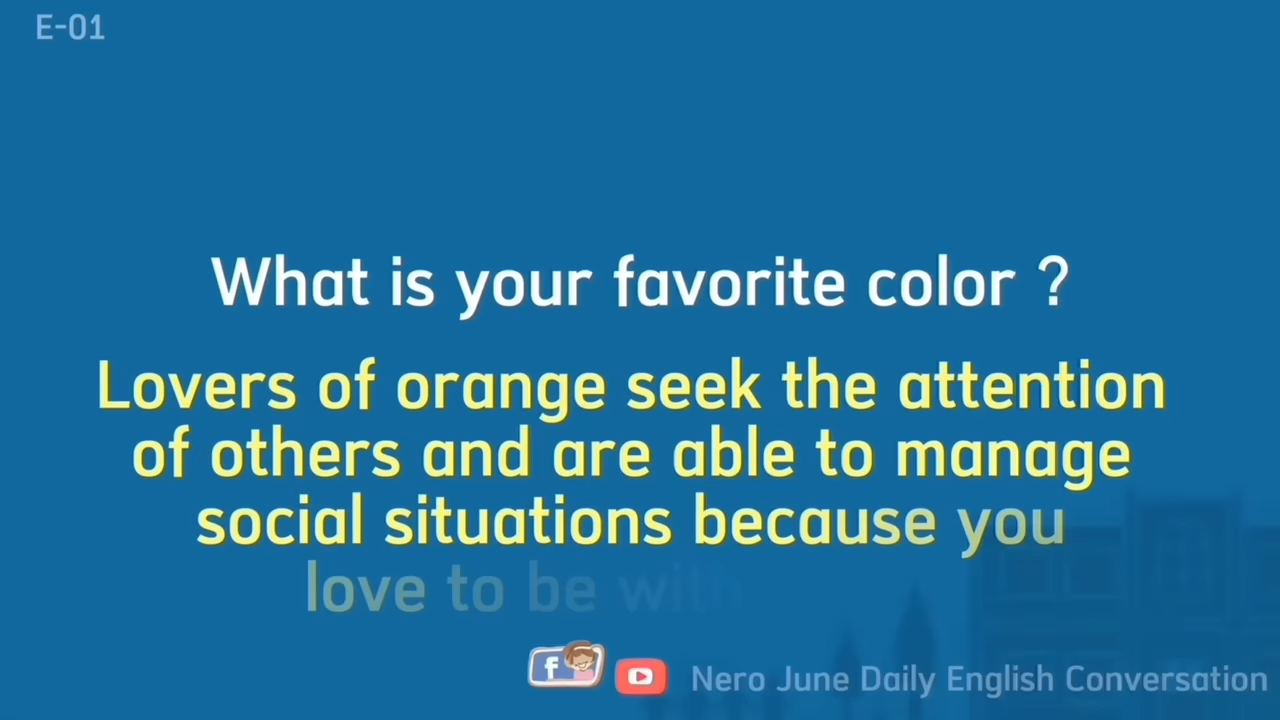 E-01
What is your favorite color ?
Lovers of orange seek the attention
of others and are able to manage
social situations because you
love to be with
f
Nero June Daily English Conversation